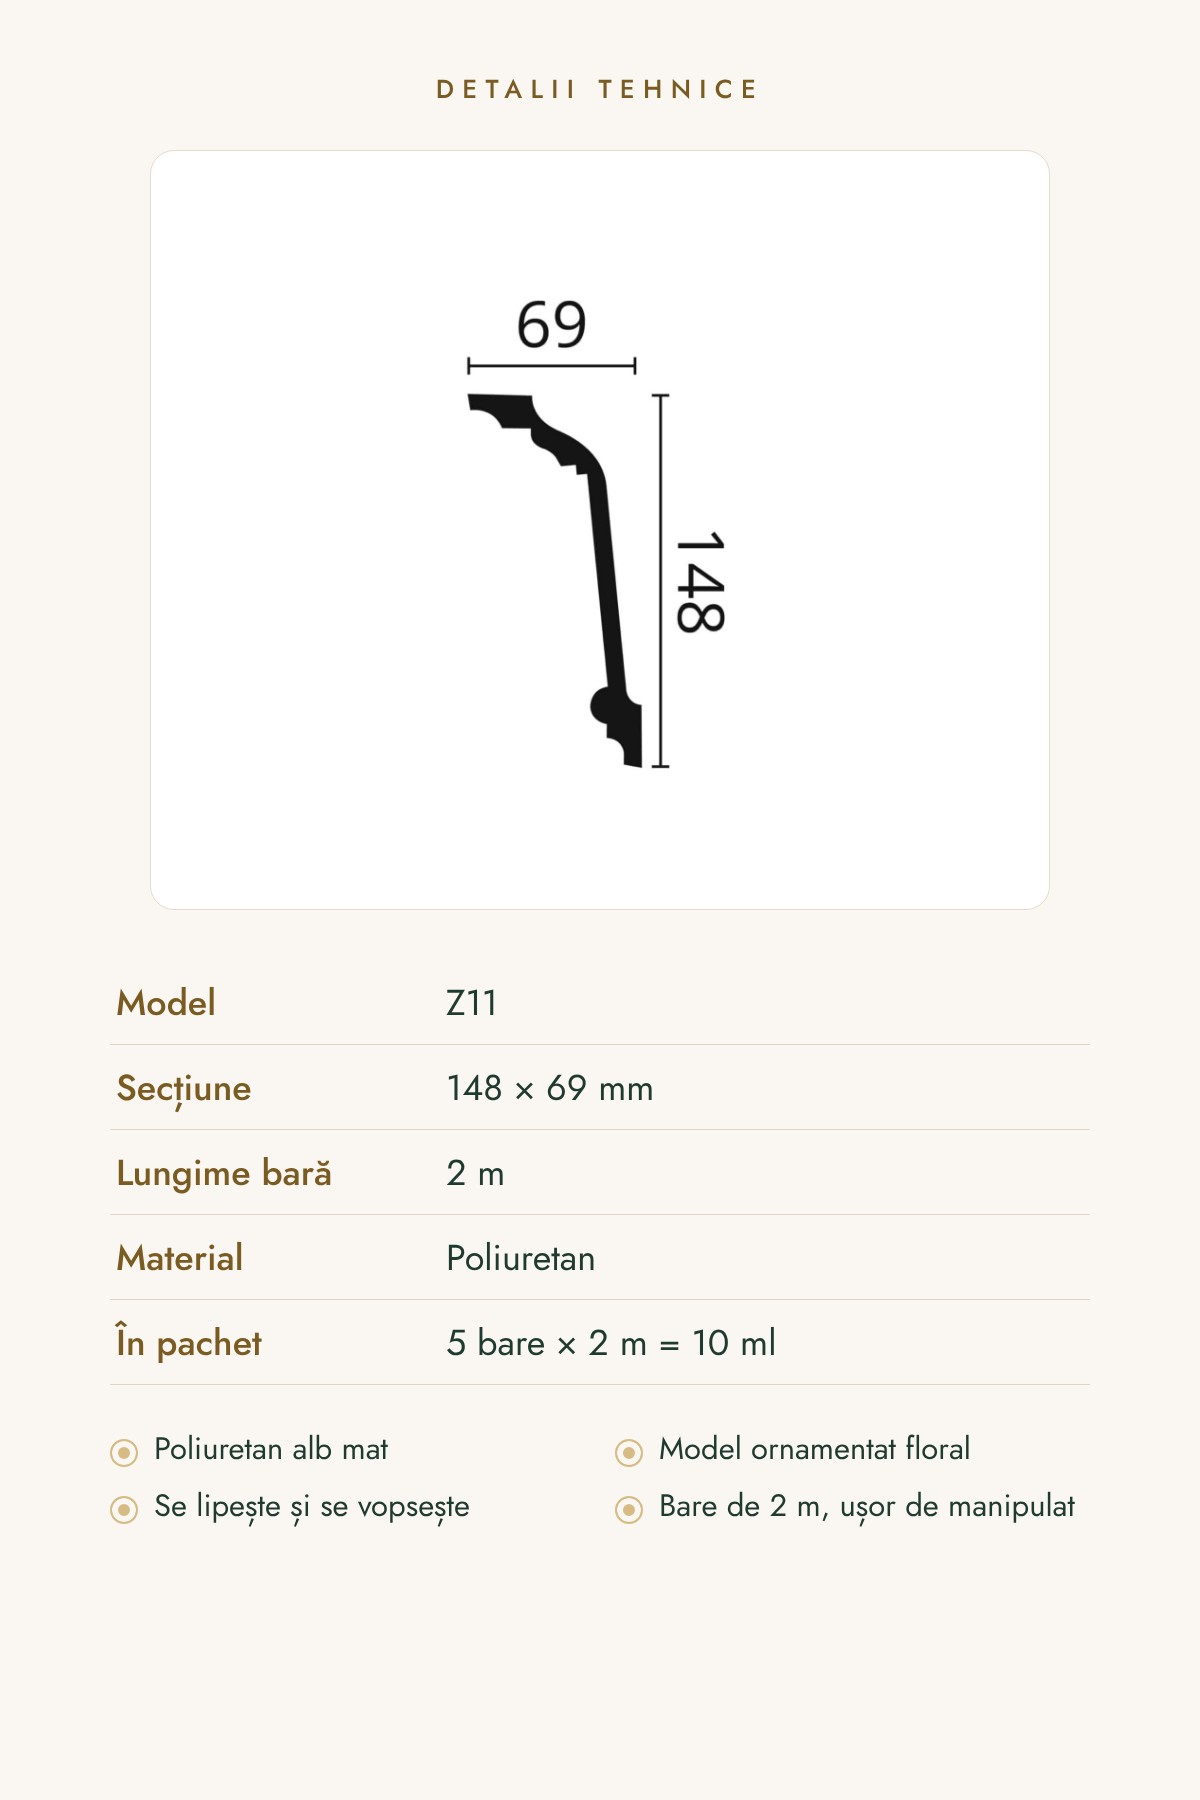 DETALII TEHNICE
69
148
Model Z11
Secțiune 148 × 69 mm
Lungime bară 2 m
Material Poliuretan
În pachet 5 bare × 2 m = 10 ml
Poliuretan alb mat
Model ornamentat floral
Se lipește și se vopsește
Bare de 2 m, ușor de manipulat